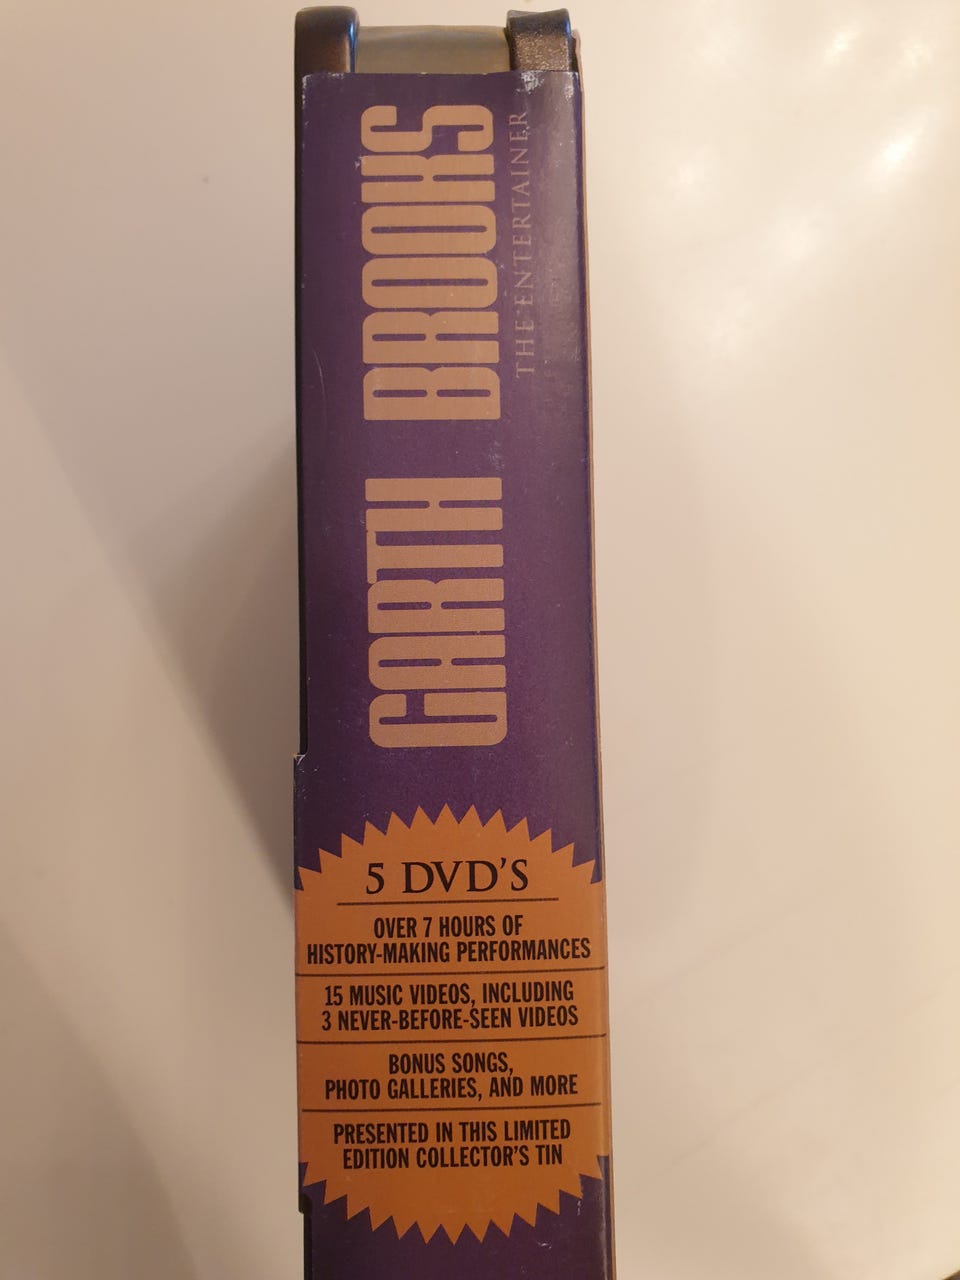 GARTH BROOKS
THE ENTERTAINER
5 DVD'S
OVER 7 HOURS OF
HISTORY-MAKING PERFORMANCES
15 MUSIC VIDEOS, INCLUDING
3 NEVER-BEFORE-SEEN VIDEOS
BONUS SONGS,
PHOTO GALLERIES, AND MORE
PRESENTED IN THIS LIMITED
EDITION COLLECTOR'S TIN